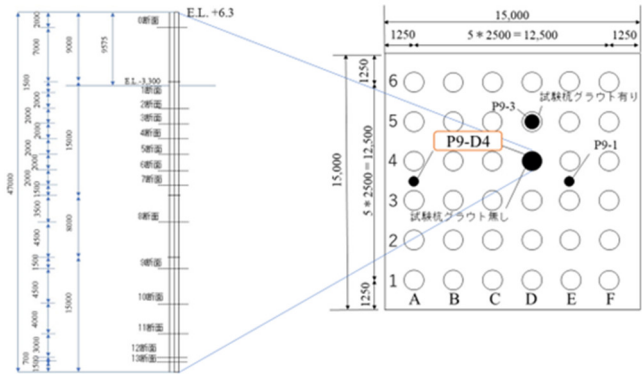 E.L. +6.3
0断面
E.L.-3,300
1断面
2断面
3断面
4断面
5断面
6断面
7断面
8断面
9断面
10断面
11断面
12断面
13断面
47000
2000
7000
1500
2000
2000
2000
2000
2000
2000
1500
3500
4500
1500
4500
4000
3000
700
1500
9000
15000
8000
15000
9575
15,000
1250
5*2500=12,500
1250
15,000
1250
5*2500=12,500
1250
6
5
4
3
2
1
P9-3
試験杭グラウト有り
P9-D4
P9-1
試験杭グラウト無し
A B C D E F